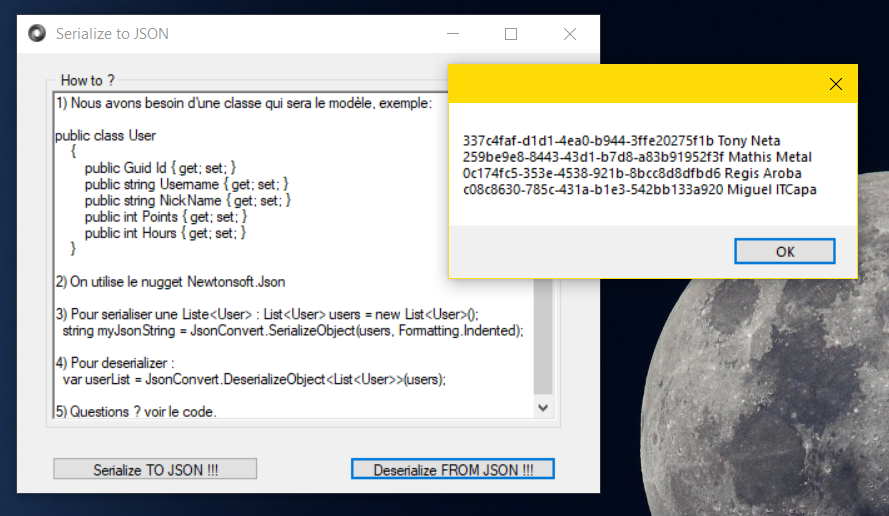 Serialize to JSON
How to ?
1) Nous avons besoin d'une classe qui sera le modèle, exemple:
public class User
{
public Guid Id { get; set; }
public string Username { get; set; }
public string NickName { get; set; }
public int Points { get; set; }
public int Hours { get; set; }
}
2) On utilise le nugget Newtonsoft.Json
3) Pour serialiser une Liste<User> : List<User> users = new List<User>();
string myJsonString = JsonConvert.SerializeObject(users, Formatting.Indented);
4) Pour deserializer :
var userList = JsonConvert.DeserializeObject<List<User>>(users);
5) Questions ? voir le code.
Serialize TO JSON !!!
Deserialize FROM JSON !!!
337c4faf-d1d1-4ea0-b944-3ffe20275f1b Tony Neta
259be9e8-8443-43d1-b7d8-a83b91952f3f Mathis Metal
0c174fc5-353e-4538-921b-8bcc8d8dfbd6 Regis Aroba
c08c8630-785c-431a-b1e3-542bb133a920 Miguel ITCapa
OK